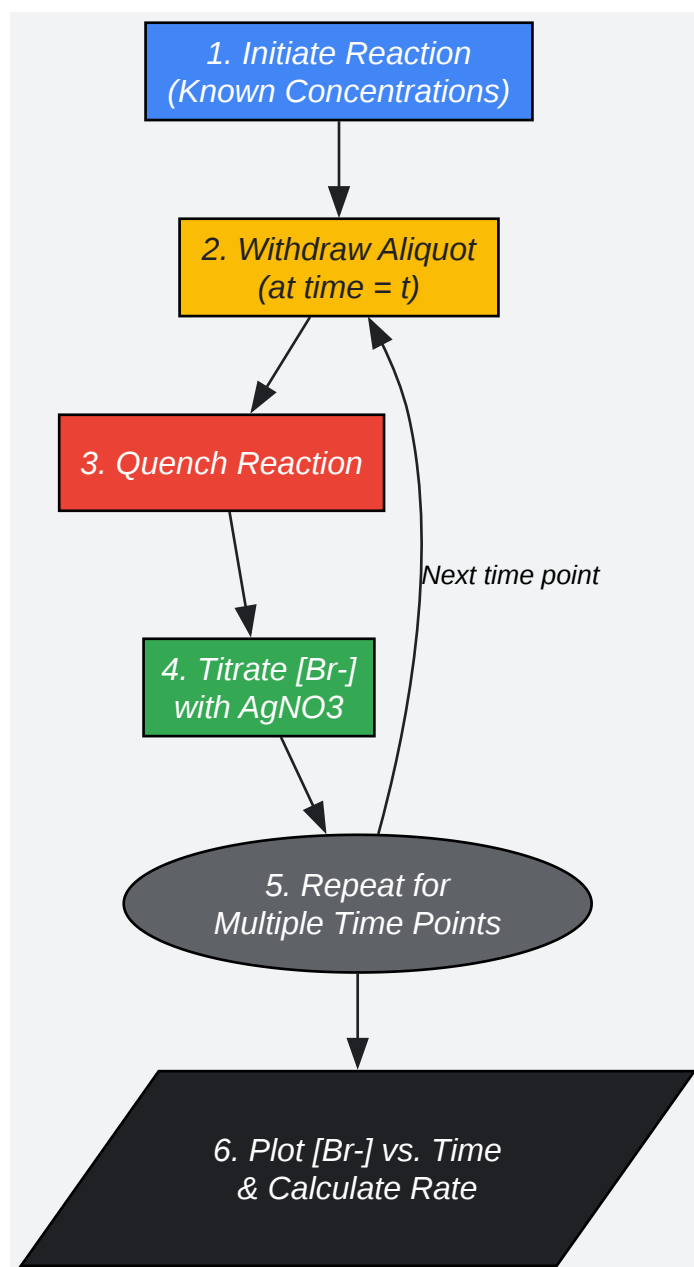 1. Initiate Reaction
(Known Concentrations)
2. Withdraw Aliquot
(at time = t)
3. Quench Reaction
Next time point
4. Titrate [Br-]
with AgNO3
5. Repeat for
Multiple Time Points
6. Plot [Br-] vs. Time
& Calculate Rate